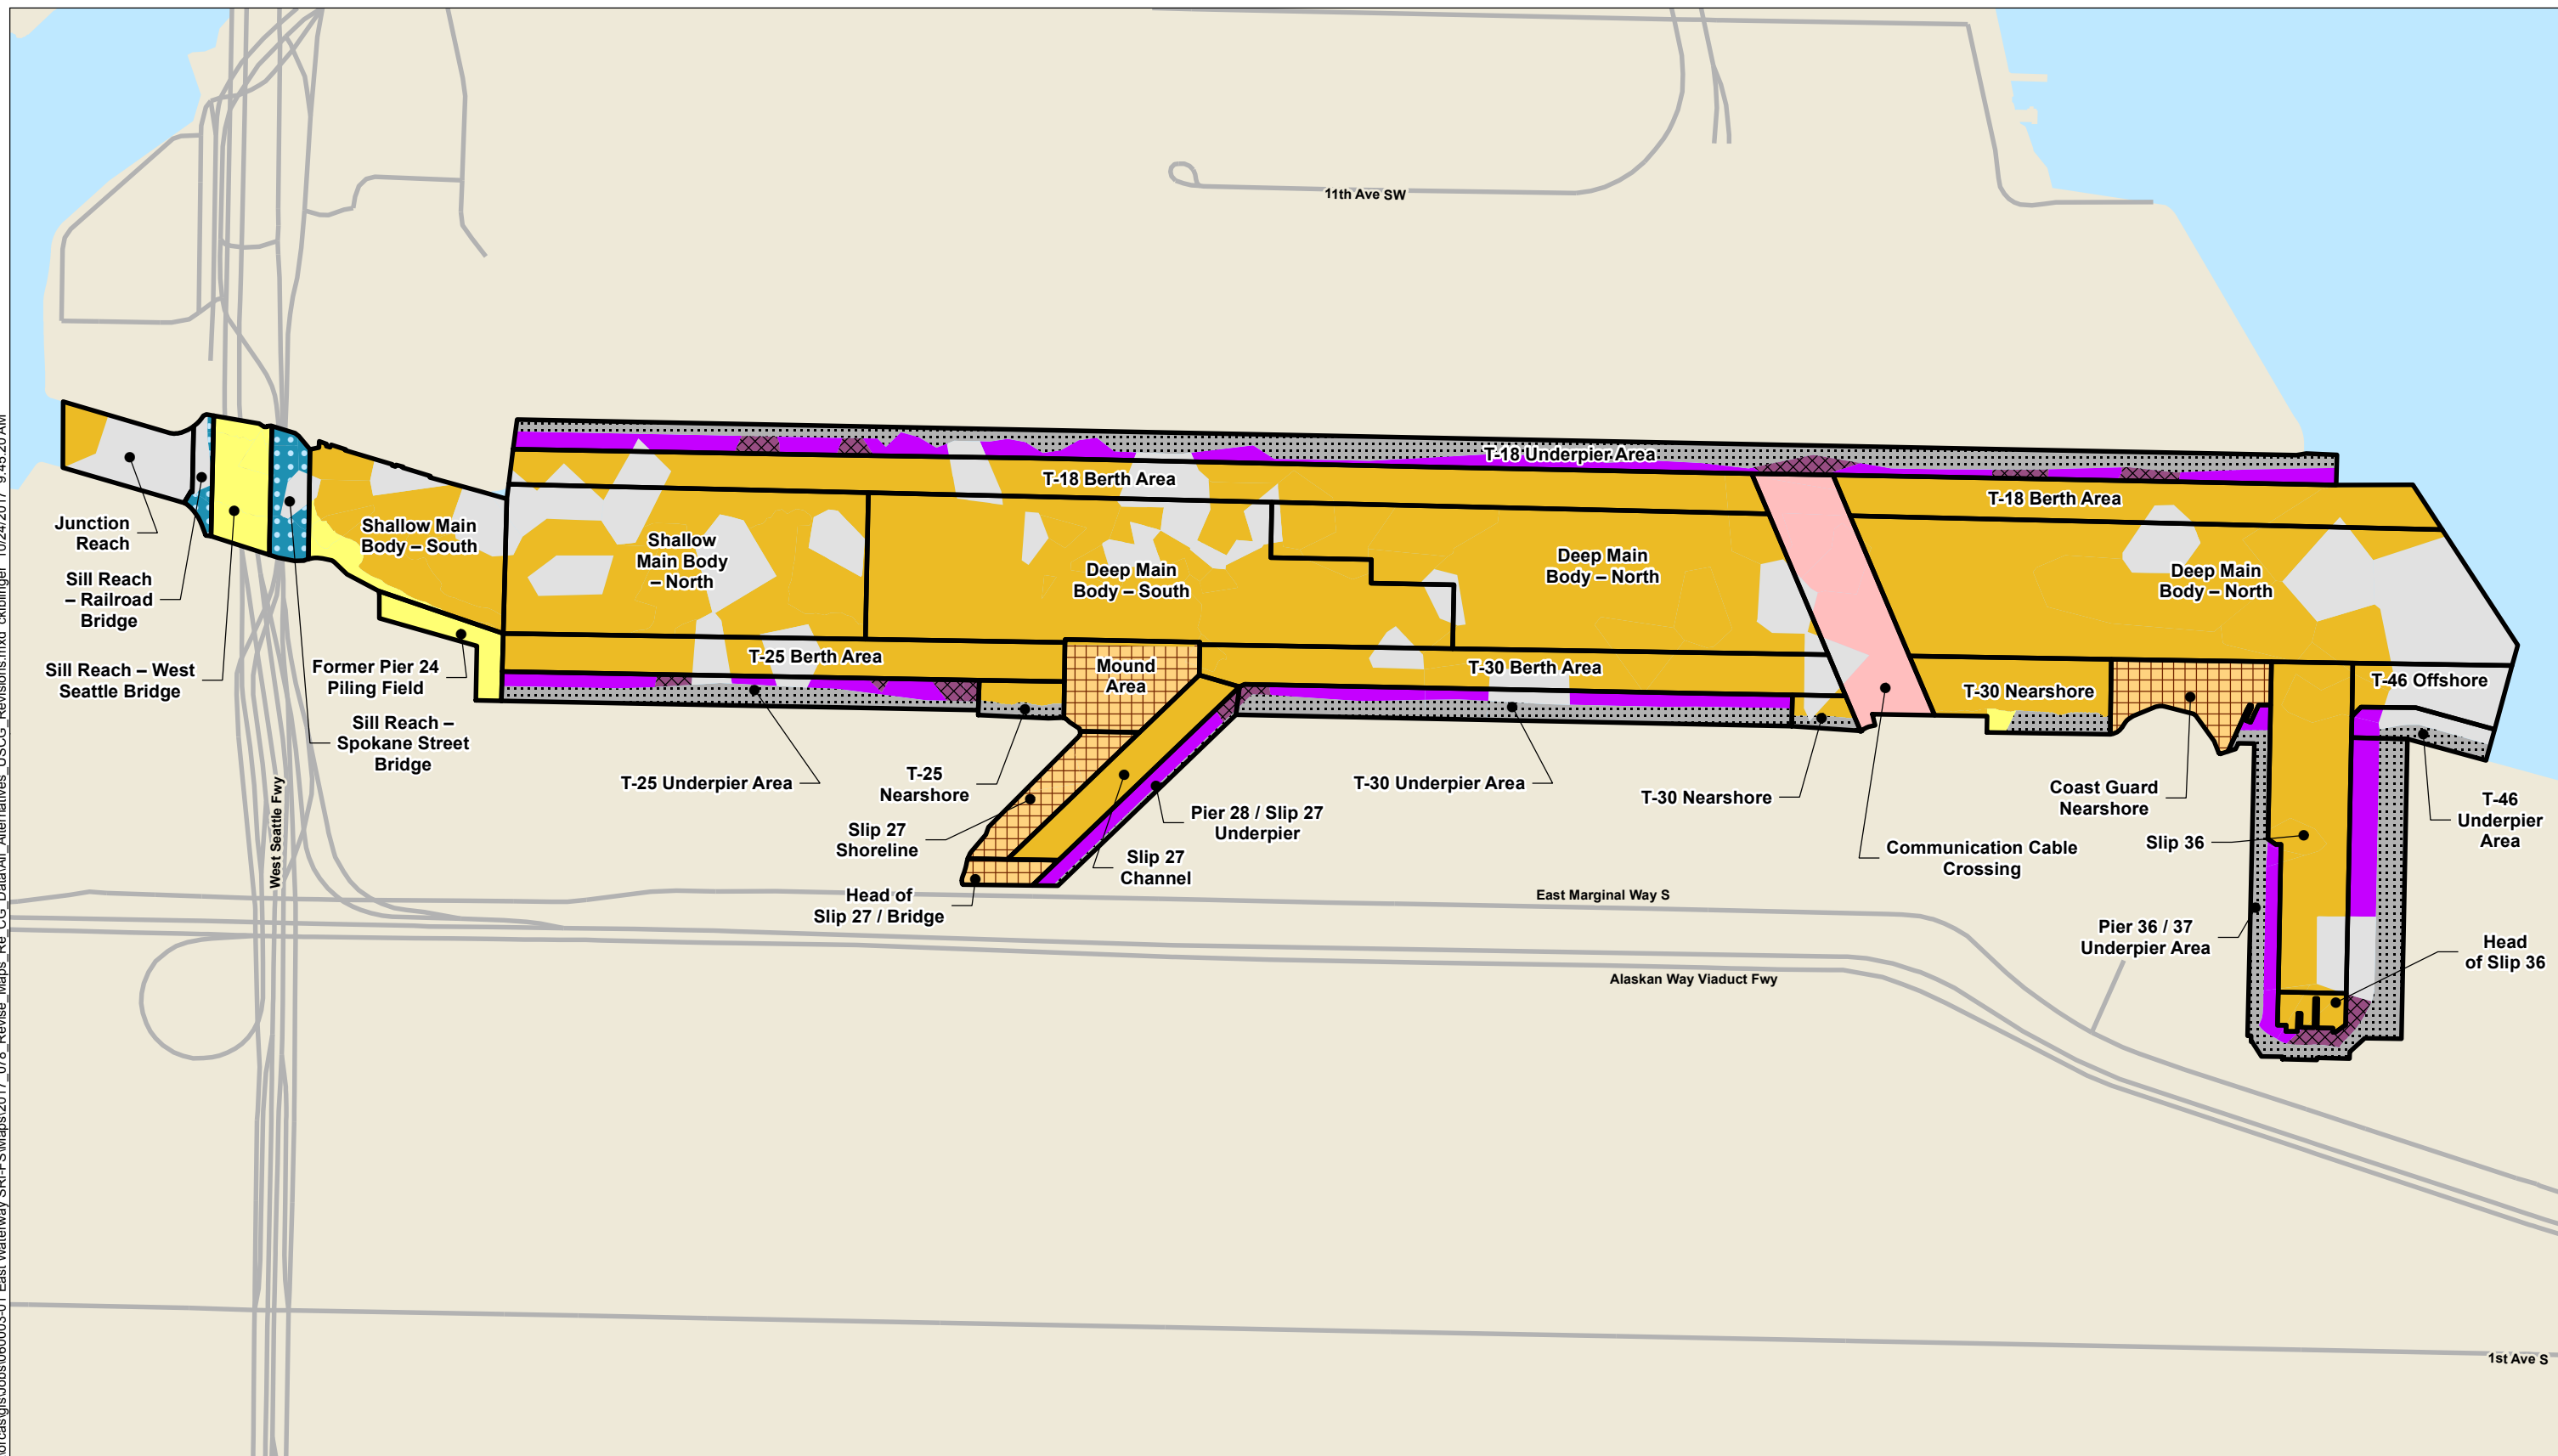 11th Ave SW
T-18 Underpier Area
T-18 Berth Area
T-18 Berth Area
Junction
Reach
Shallow Main
Body – South
Shallow
Main Body
– North
Deep Main
Body – South
Deep Main
Body – North
Deep Main
Body – North
Sill Reach
– Railroad
Bridge
Sill Reach – West
Seattle Bridge
Former Pier 24
Piling Field
Sill Reach –
Spokane Street
Bridge
T-25 Berth Area
Mound
Area
T-30 Berth Area
T-30 Nearshore
T-46 Offshore
T-25 Underpier Area
T-25
Nearshore
T-30 Underpier Area
T-30 Nearshore
Coast Guard
Nearshore
T-46
Underpier
Area
Slip 27
Shoreline
Pier 28 / Slip 27
Underpier
Slip 27
Channel
Communication Cable
Crossing
Slip 36
Head of
Slip 27 / Bridge
Pier 36 / 37
Underpier Area
Head
of Slip 36
West Seattle Fwy
East Marginal Way S
Alaskan Way Viaduct Fwy
1st Ave S